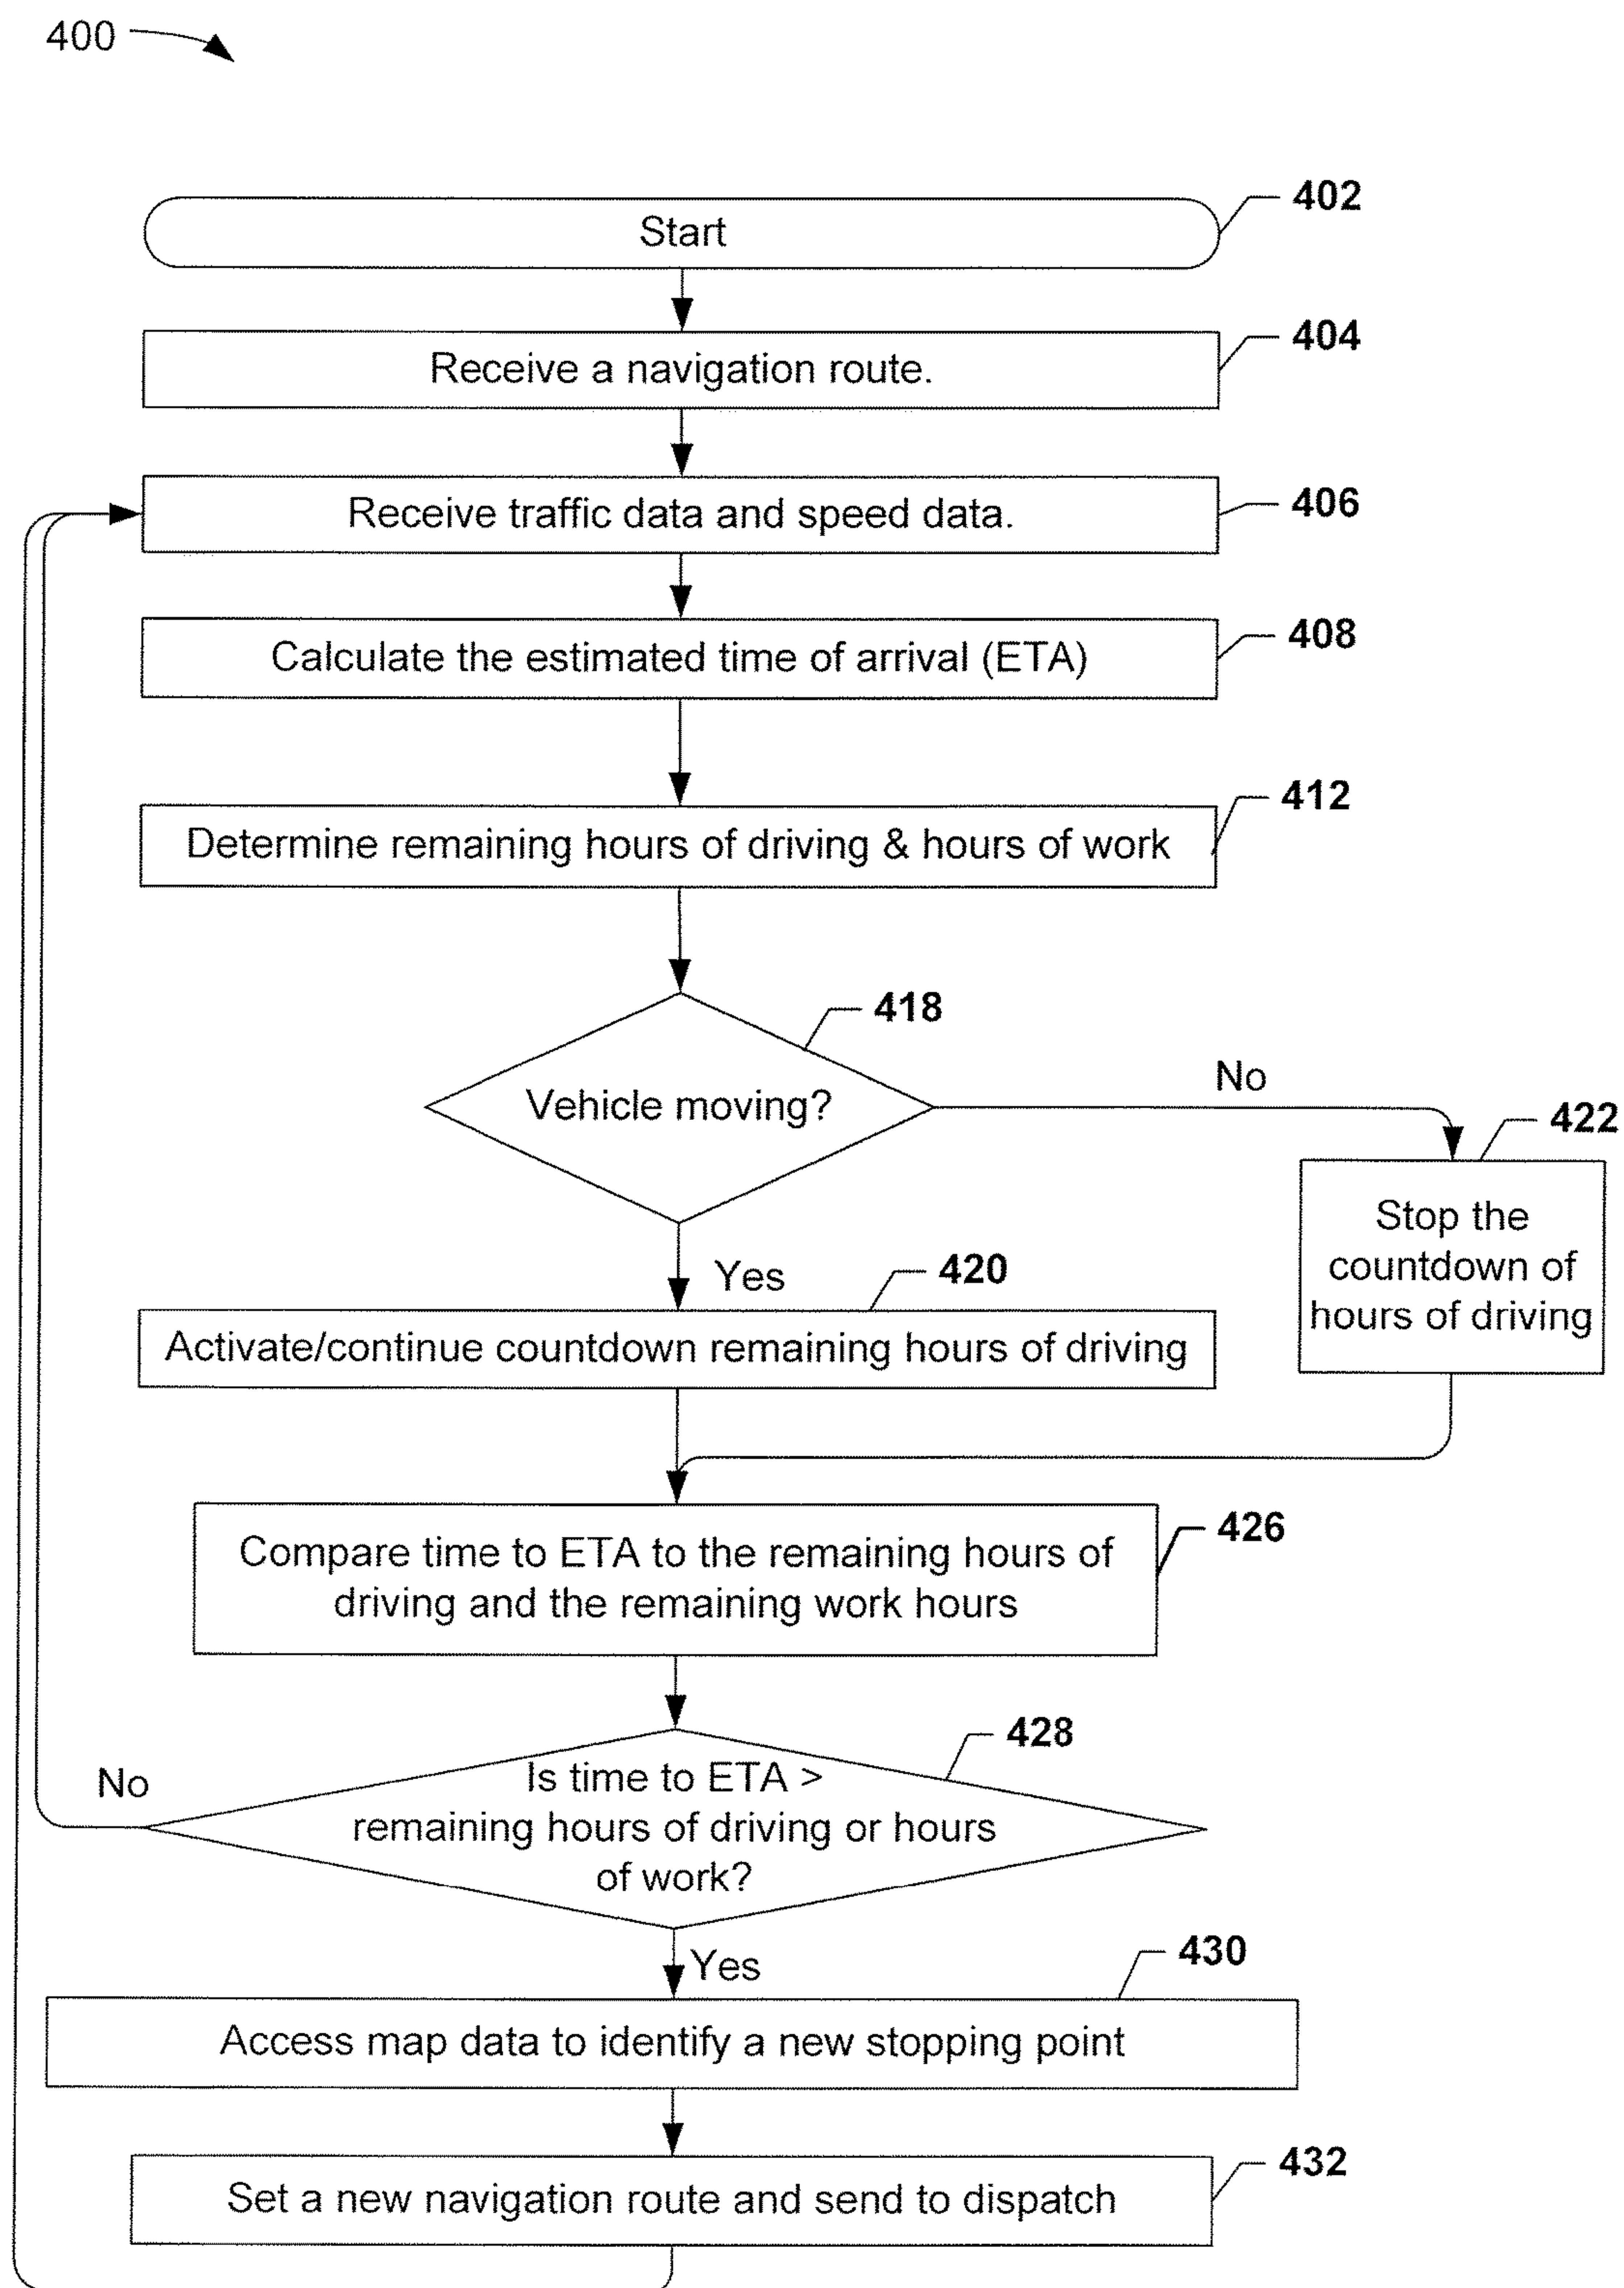 400
402
Start
404
Receive a navigation route.
406
Receive traffic data and speed data.
408
Calculate the estimated time of arrival (ETA)
412
Determine remaining hours of driving & hours of work
418
Vehicle moving?
No
422
Stop the
countdown of
hours of driving
Yes
420
Activate/continue countdown remaining hours of driving
426
Compare time to ETA to the remaining hours of
driving and the remaining work hours
428
No
Is time to ETA >
remaining hours of driving or hours
of work?
Yes
430
Access map data to identify a new stopping point
432
Set a new navigation route and send to dispatch